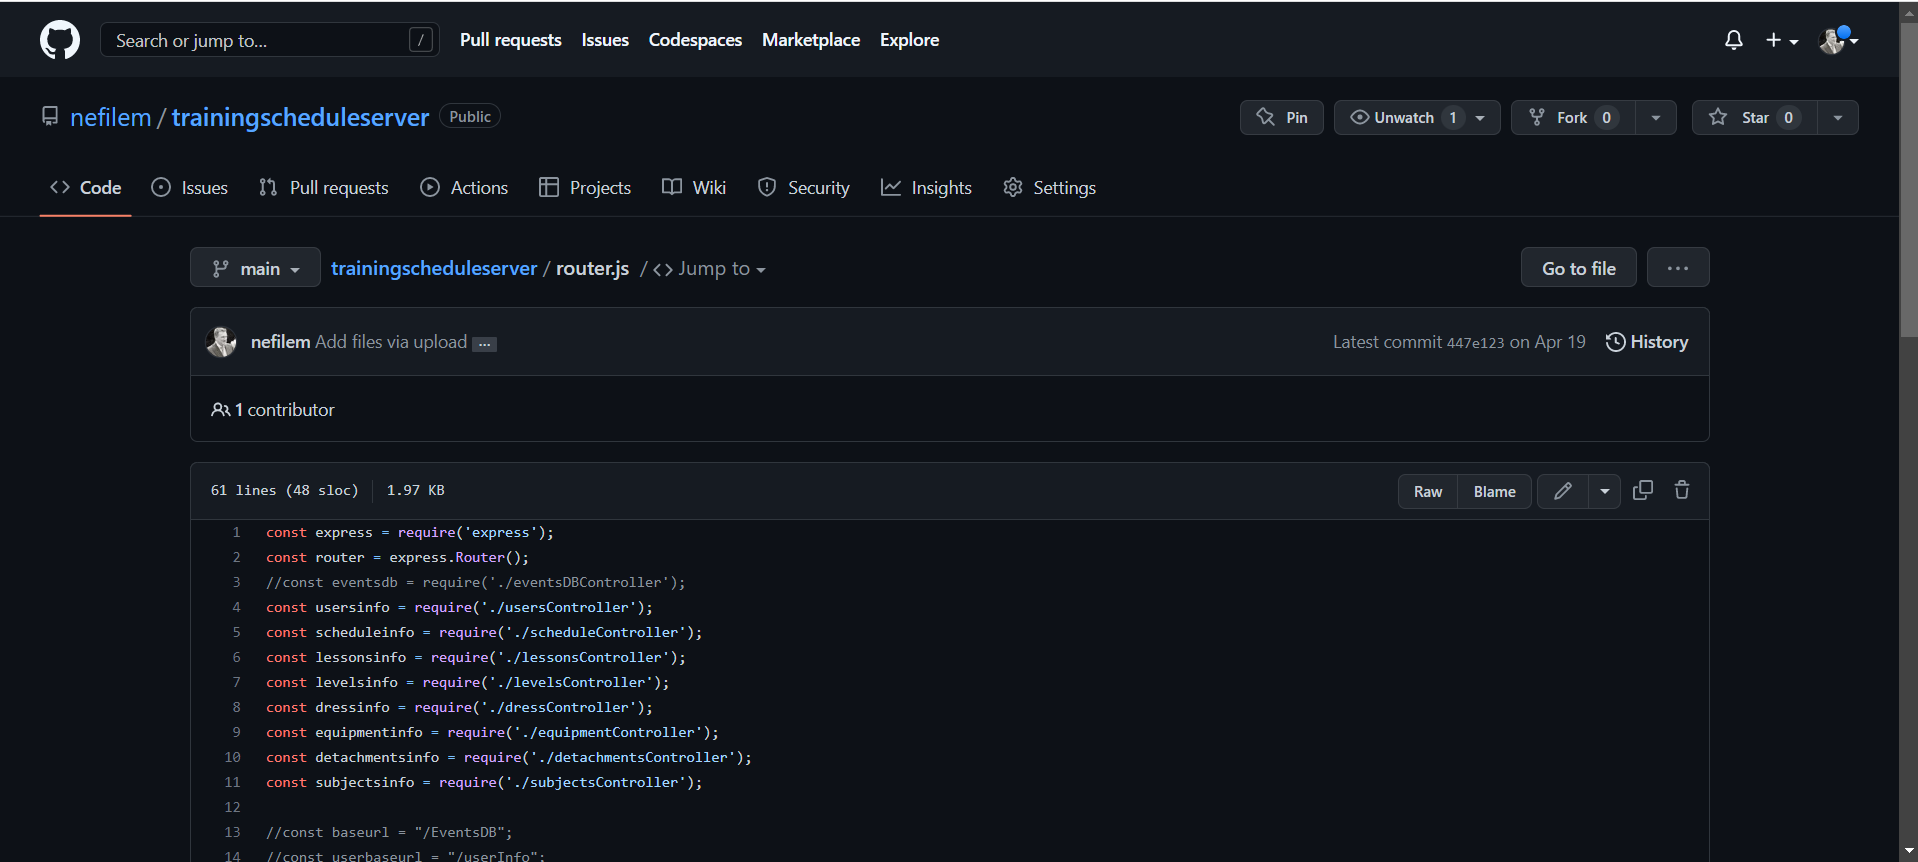 Search or jump to... /
Pull requests Issues Codespaces Marketplace Explore
nefilem / trainingscheduleserver Public
Pin Unwatch 1 Fork 0 Star 0
Code Issues Pull requests Actions Projects Wiki Security Insights Settings
main trainingscheduleserver / router.js / <> Jump to Go to file ...
nefilem Add files via upload ... Latest commit 447e123 on Apr 19 History
1 contributor
61 lines (48 sloc) 1.97 KB Raw Blame
1 const express = require('express');
2 const router = express.Router();
3 //const eventsdb = require('./eventsDBController');
4 const usersinfo = require('./usersController');
5 const scheduleinfo = require('./scheduleController');
6 const lessonsinfo = require('./lessonsController');
7 const levelsinfo = require('./levelsController');
8 const dressinfo = require('./dressController');
9 const equipmentinfo = require('./equipmentController');
10 const detachmentsinfo = require('./detachmentsController');
11 const subjectsinfo = require('./subjectsController');
12
13 //const baseurl = "/EventsDB";
14 //const userbaseurl = "/userInfo";